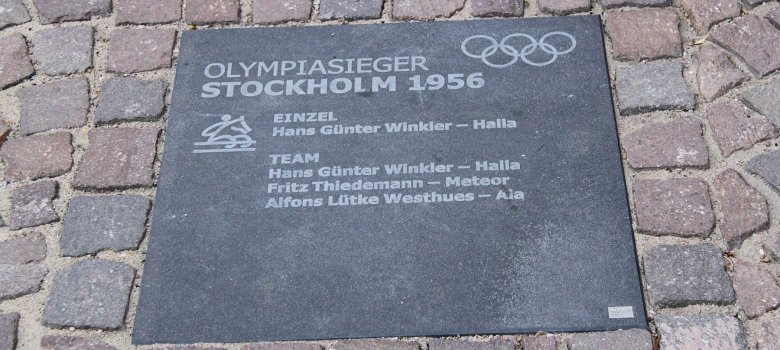 OLYMPIASIEGER
STOCKHOLM 1956
EINZEL
Hans Günter Winkler – Halla
TEAM
Hans Günter Winkler – Halla
Fritz Thiedemann – Meteor
Alfons Lütke Westhues – Ala